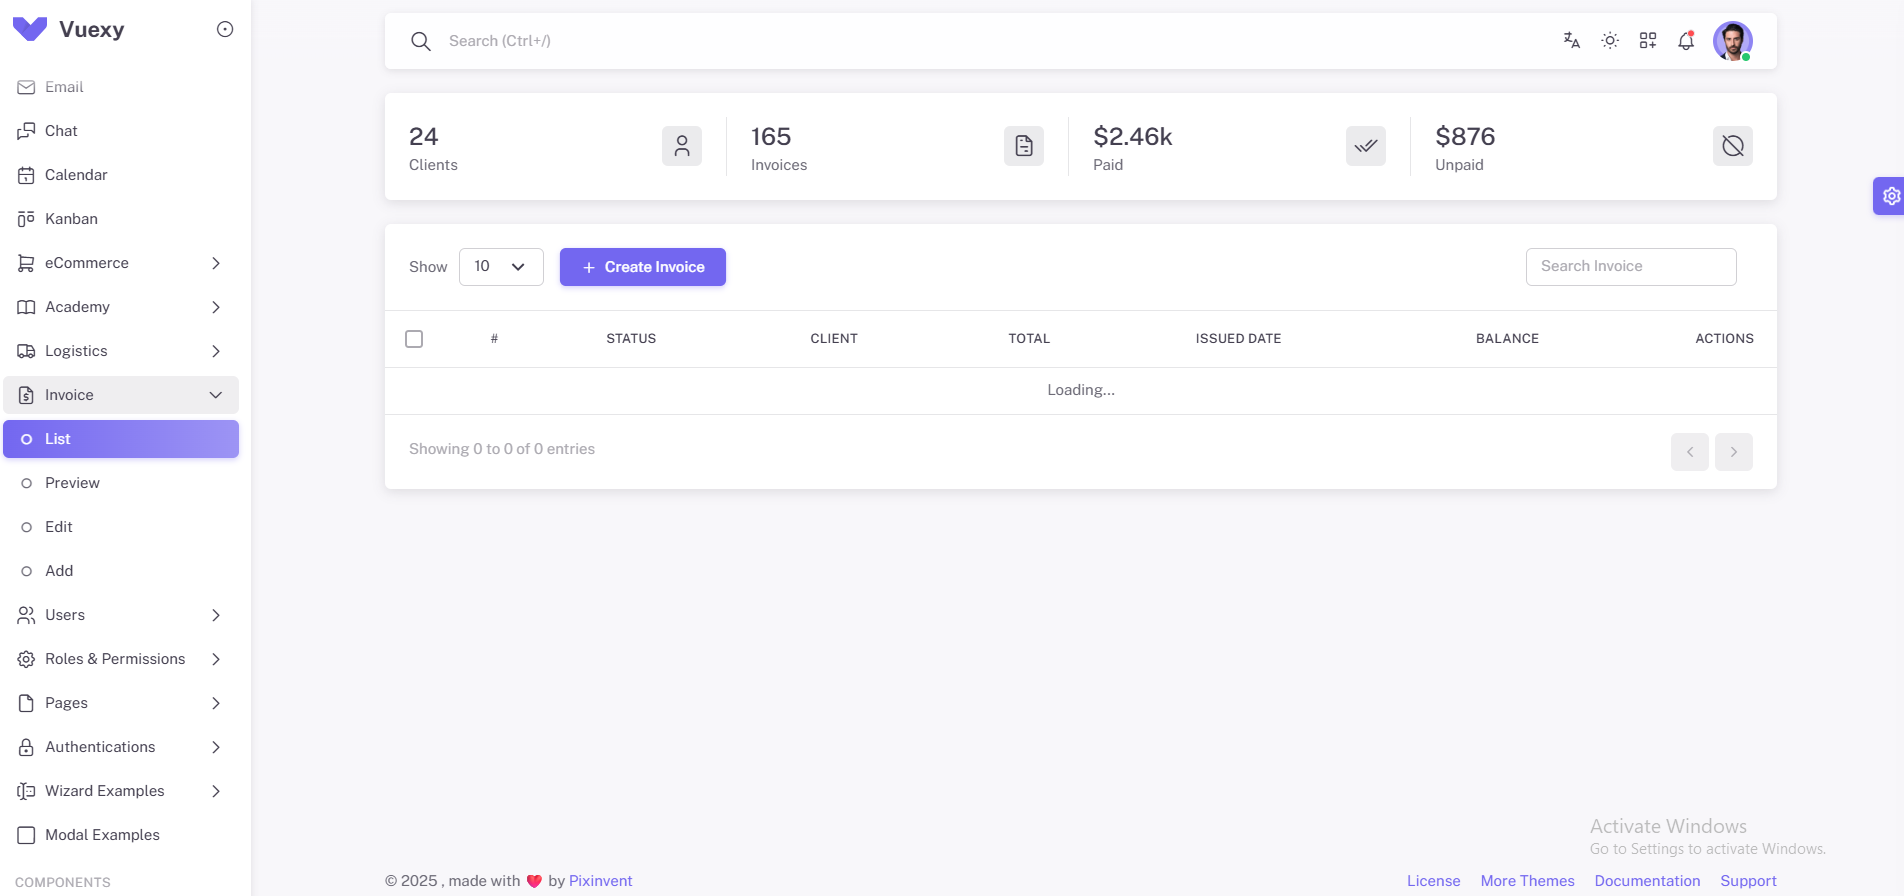 Vuexy
Email
Chat
Calendar
Kanban
eCommerce
Academy
Logistics
Invoice
List
Preview
Edit
Add
Users
Roles & Permissions
Pages
Authentications
Wizard Examples
Modal Examples
COMPONENTS
Search (Ctrl+/)
24
Clients
165
Invoices
$2.46k
Paid
$876
Unpaid
Show 10 + Create Invoice Search Invoice
# STATUS CLIENT TOTAL ISSUED DATE BALANCE ACTIONS
Loading...
Showing 0 to 0 of 0 entries
Activate Windows
Go to Settings to activate Windows.
© 2025 , made with ❤️ by Pixinvent
License More Themes Documentation Support